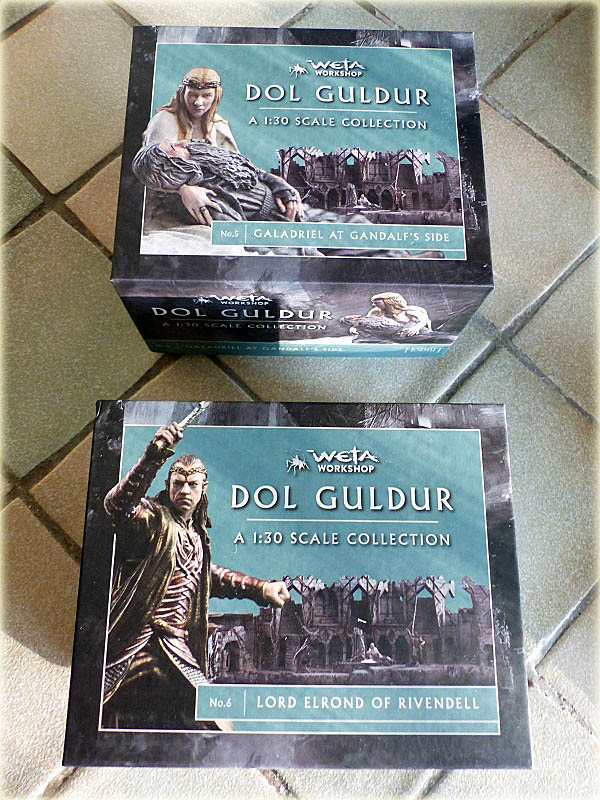 WETA
WORKSHOP
DOL GULDUR
A 1:30 SCALE COLLECTION
No.5 | GALADRIEL AT GANDALF'S SIDE
WETA
WORKSHOP
DOL GULDUR
A 1:30 SCALE COLLECTION
GALADRIEL AT GANDALF'S SIDE
WETA
WORKSHOP
DOL GULDUR
A 1:30 SCALE COLLECTION
No.6 | LORD ELROND OF RIVENDELL